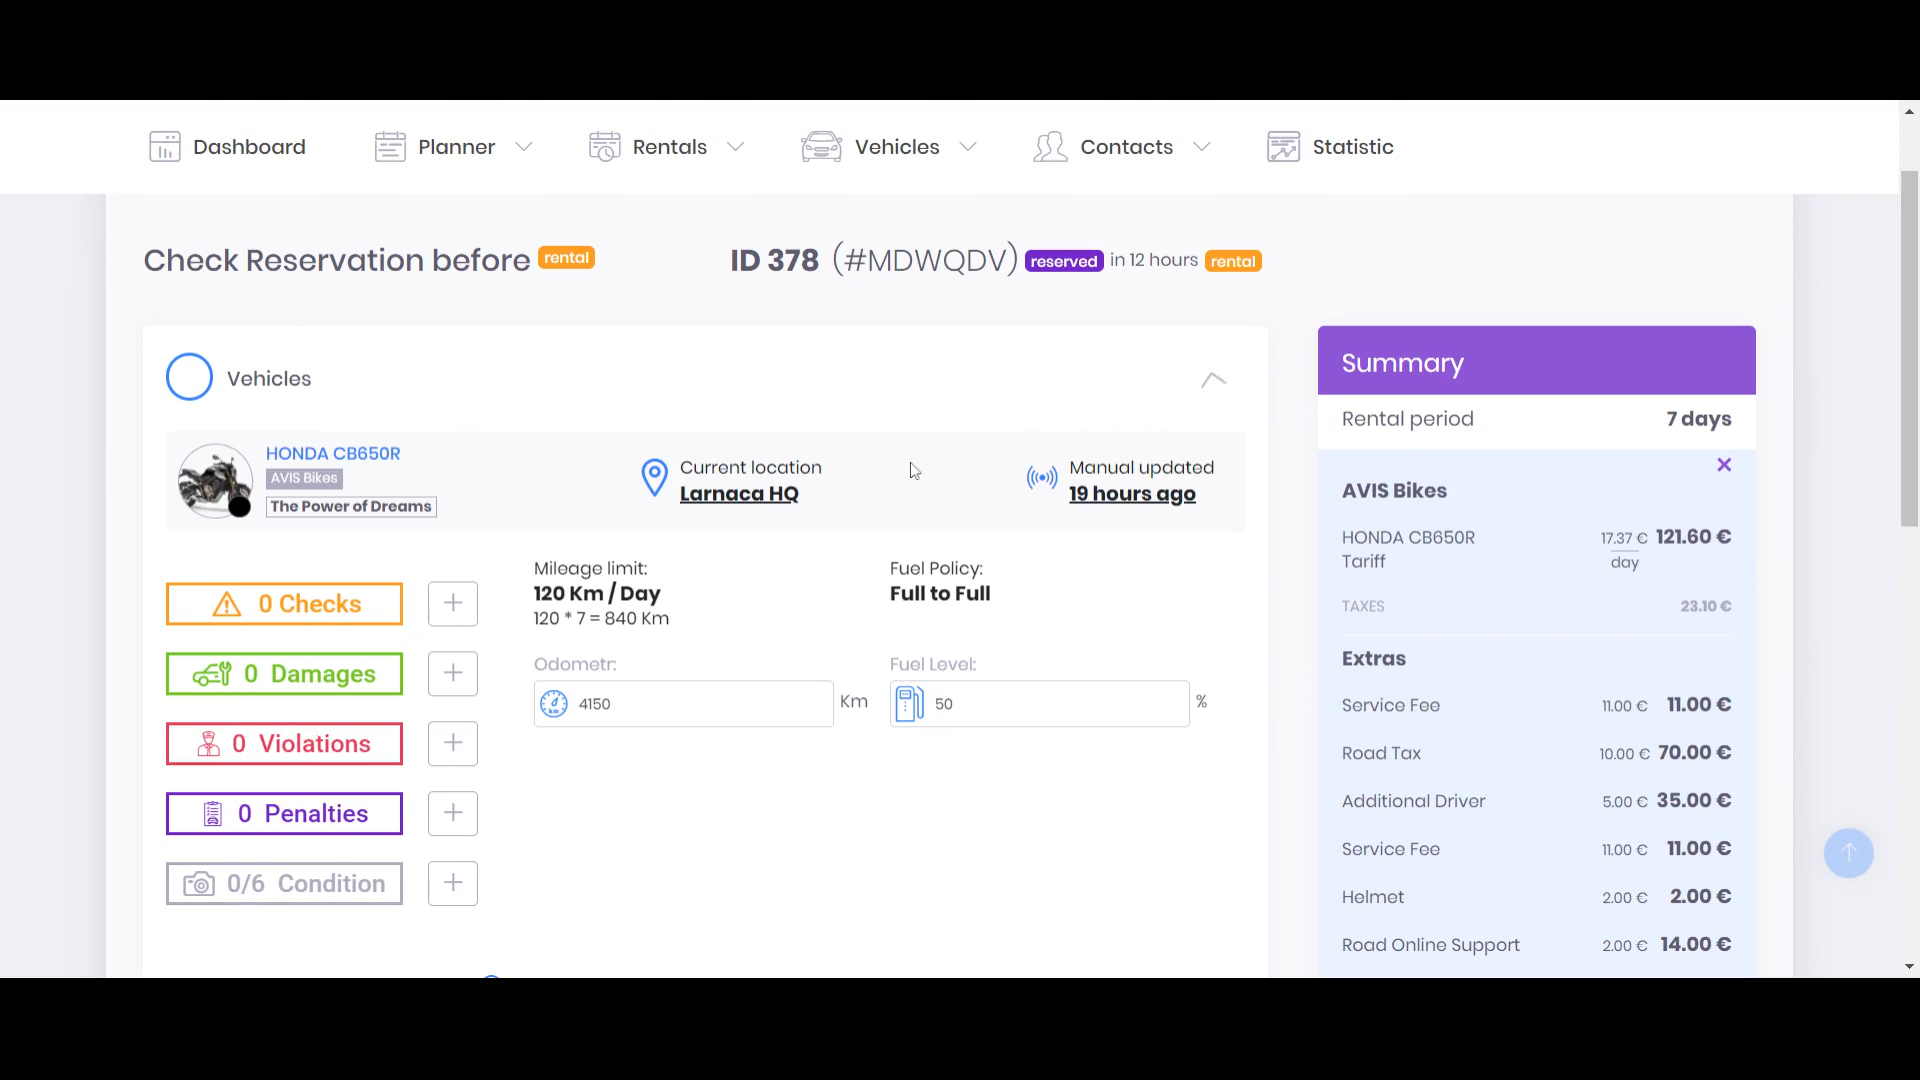 Dashboard
Planner
Rentals
Vehicles
Contacts
Statistic
Check Reservation before rental
ID 378 (#MDWQDV) reserved in 12 hours rental
Vehicles
HONDA CB650R
AVIS Bikes
The Power of Dreams
Current location
Larnaca HQ
Manual updated
19 hours ago
0 Checks
0 Damages
0 Violations
0 Penalties
0/6 Condition
Mileage limit:
120 Km / Day
120 * 7 = 840 Km
Fuel Policy:
Full to Full
Odometr:
km
4150
Km
Fuel Level:
50
%
Summary
Rental period 7 days
AVIS Bikes
HONDA CB650R
Tariff
17.37 €
day
121.60 €
TAXES 23.10 €
Extras
Service Fee 11.00 € 11.00 €
Road Tax 10.00 € 70.00 €
Additional Driver 5.00 € 35.00 €
Service Fee 11.00 € 11.00 €
Helmet 2.00 € 2.00 €
Road Online Support 2.00 € 14.00 €